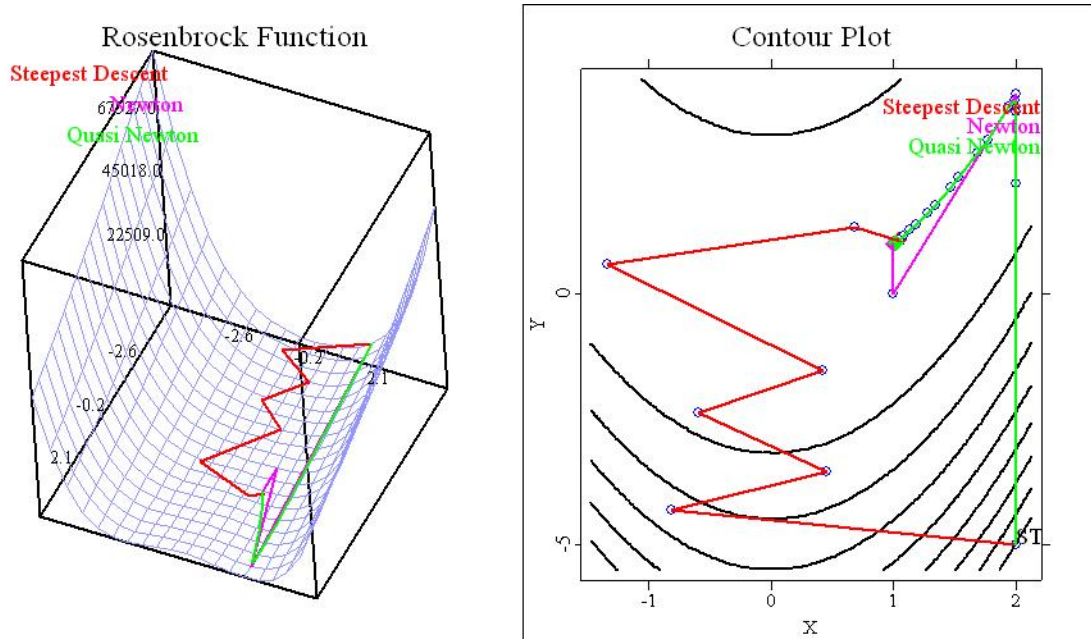 Rosenbrock Function
Steepest Descent
Newton
Quasi Newton
45018.0
22509.0
-2.6
-0.2
2.1
-2.6
-0.2
2.1
Contour Plot
Steepest Descent
Newton
Quasi Newton
0
Y
-5
ST
-1
0
1
2
X